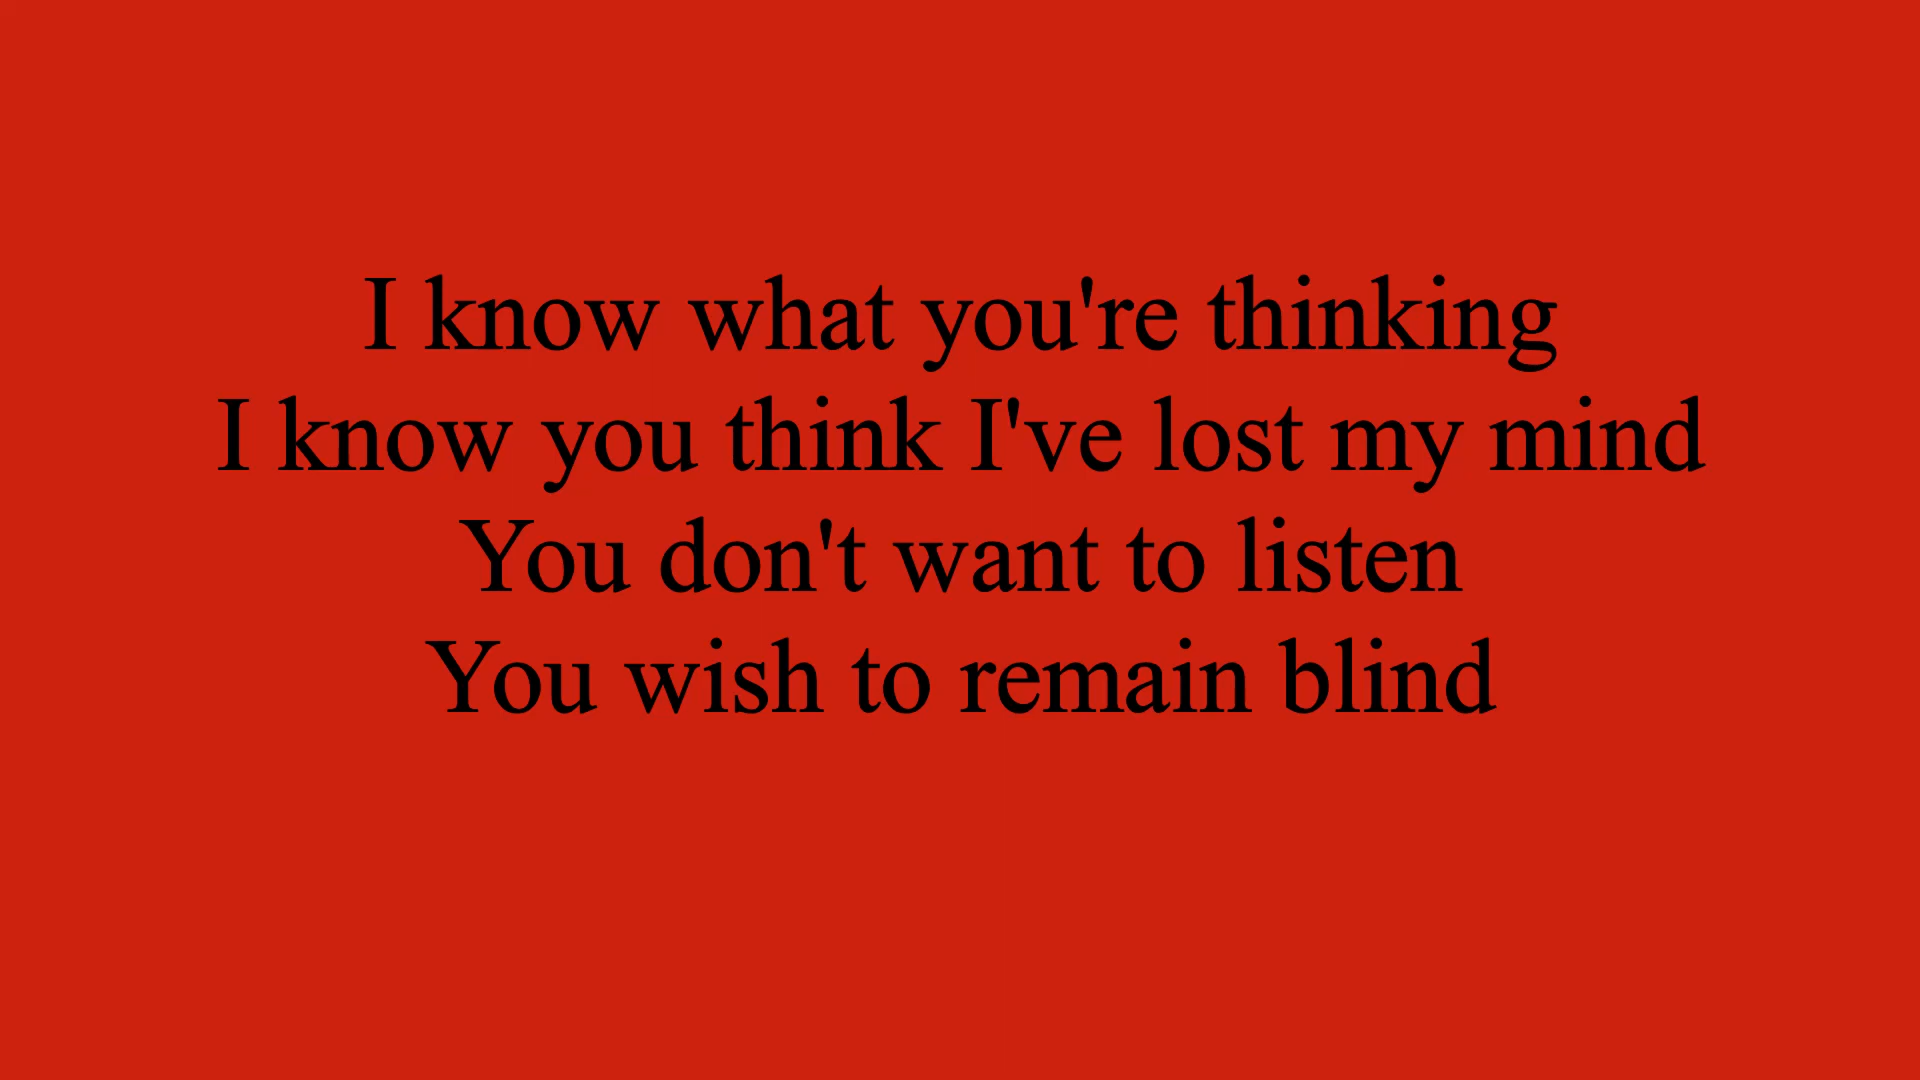 I know what you're thinking
I know you think I've lost my mind
You don't want to listen
You wish to remain blind